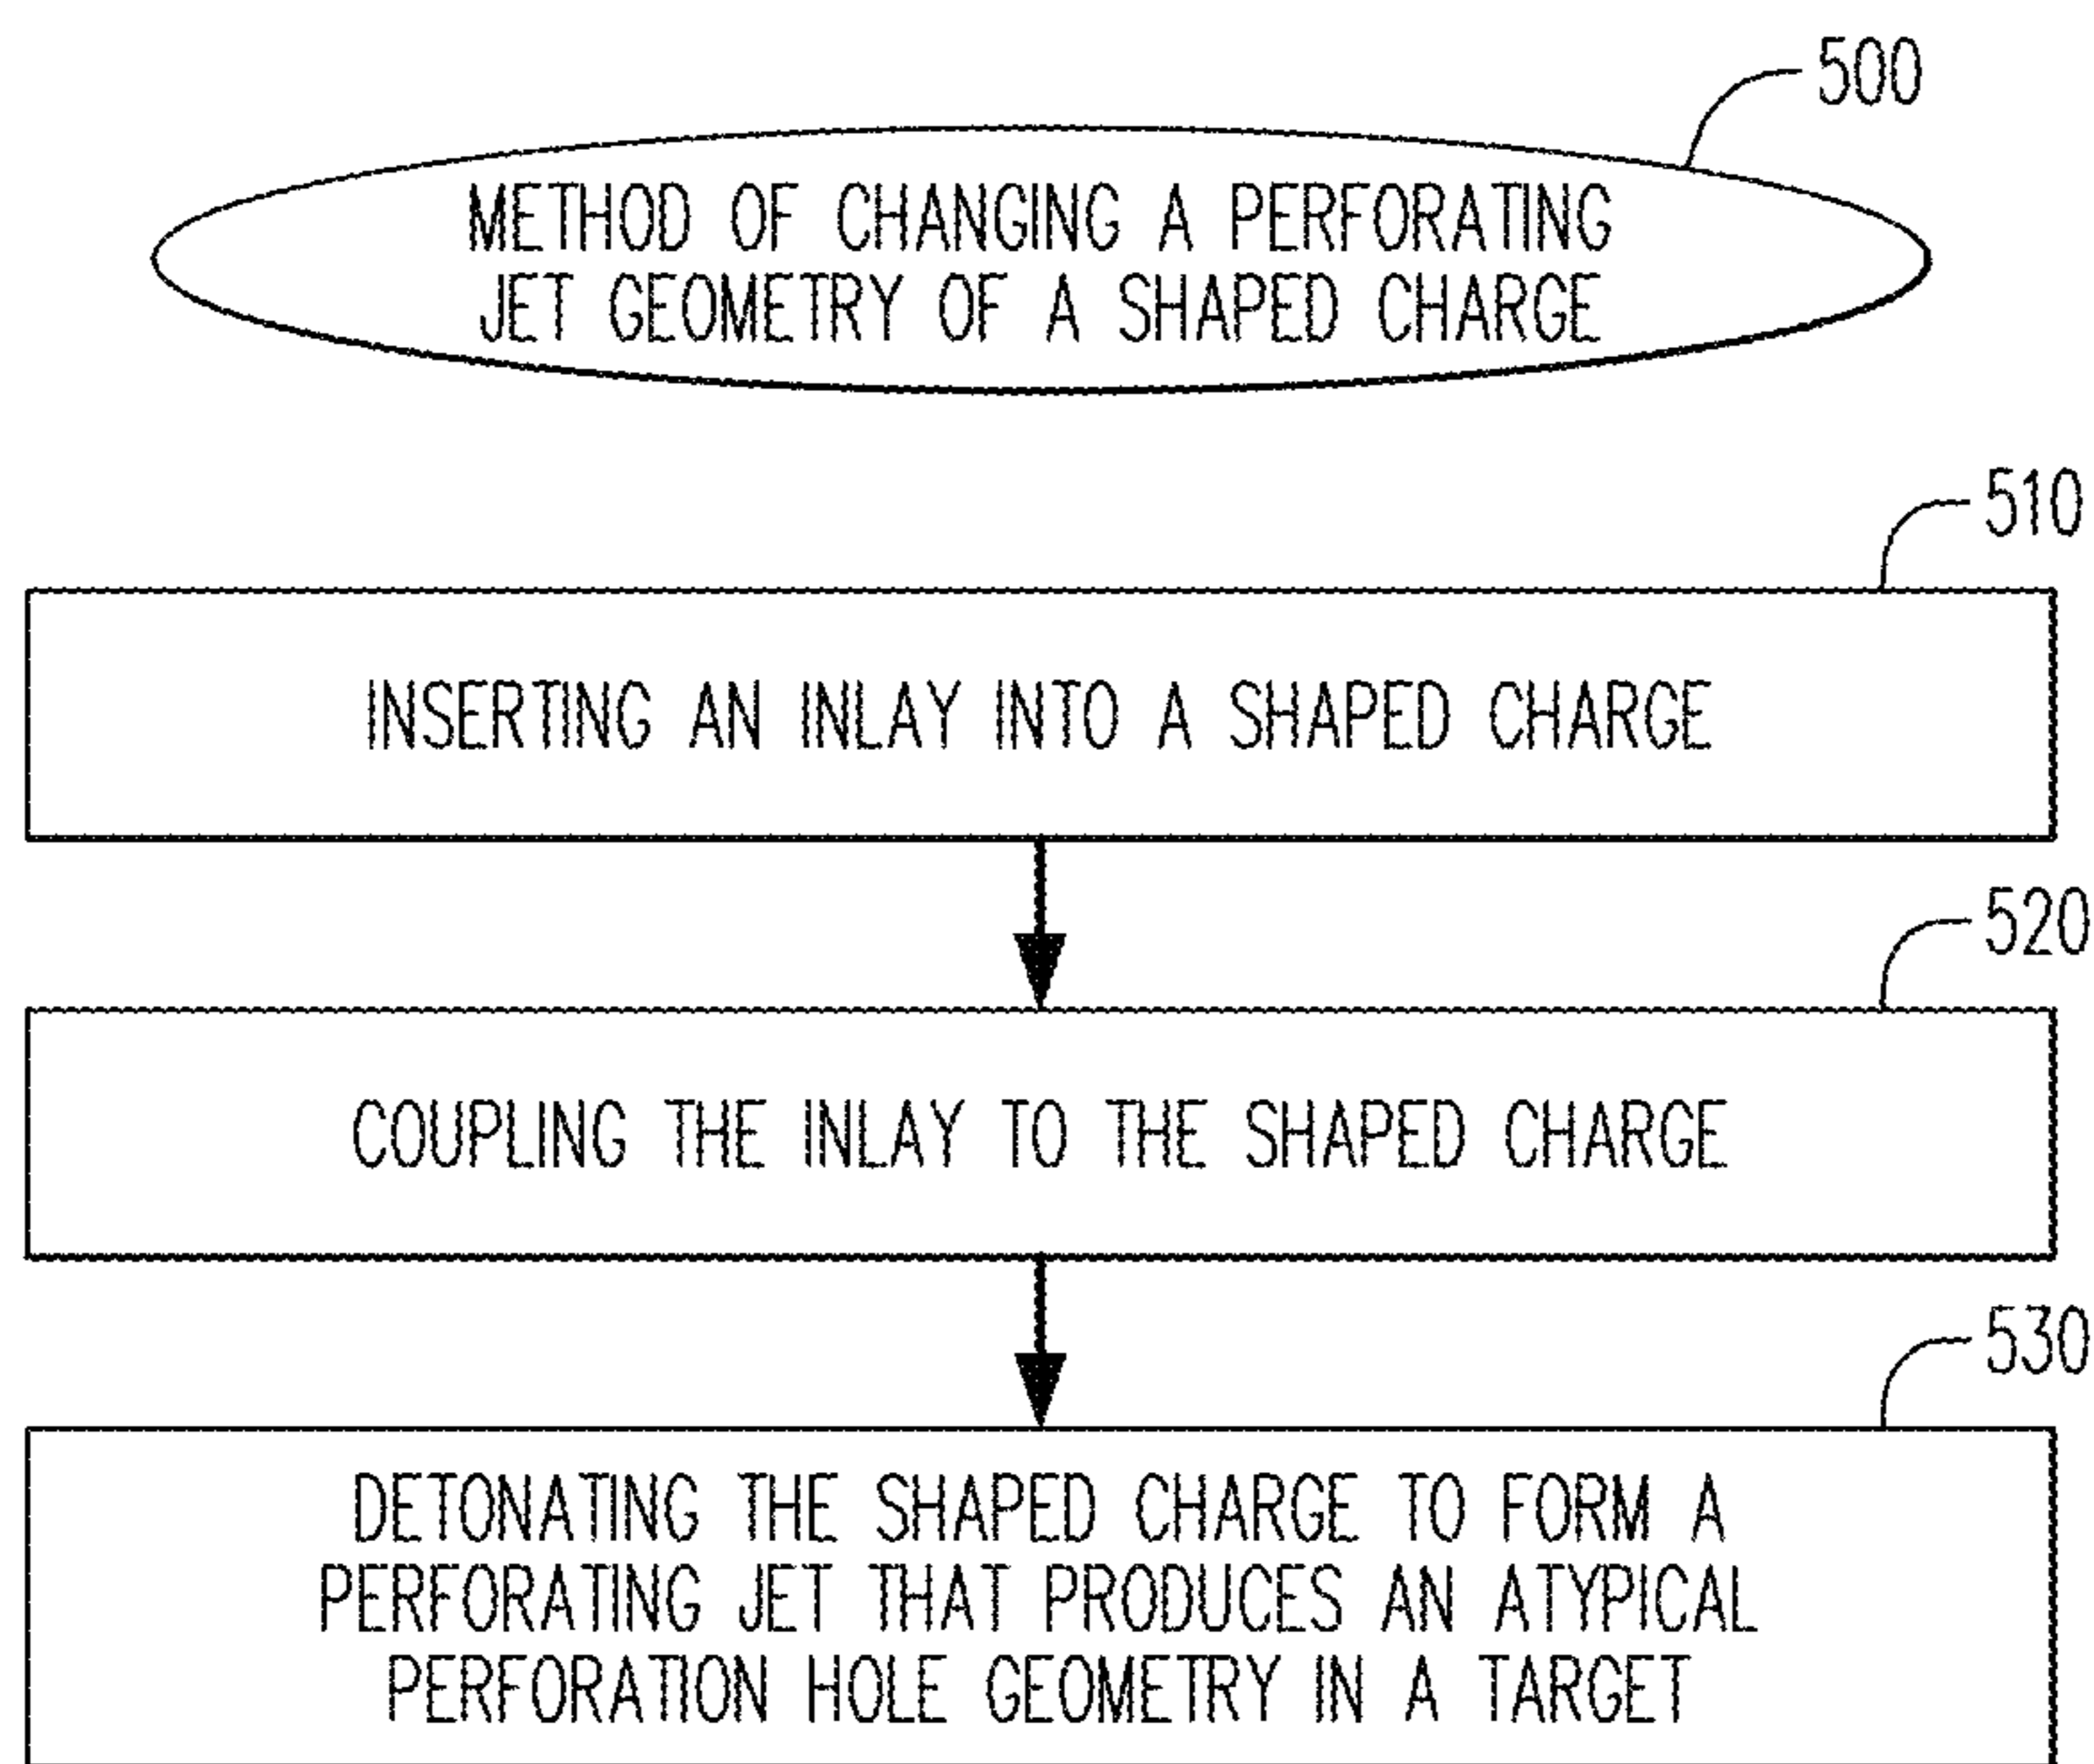 500
METHOD OF CHANGING A PERFORATING
JET GEOMETRY OF A SHAPED CHARGE
510
INSERTING AN INLAY INTO A SHAPED CHARGE
520
COUPLING THE INLAY TO THE SHAPED CHARGE
530
DETONATING THE SHAPED CHARGE TO FORM A
PERFORATING JET THAT PRODUCES AN ATYPICAL
PERFORATION HOLE GEOMETRY IN A TARGET